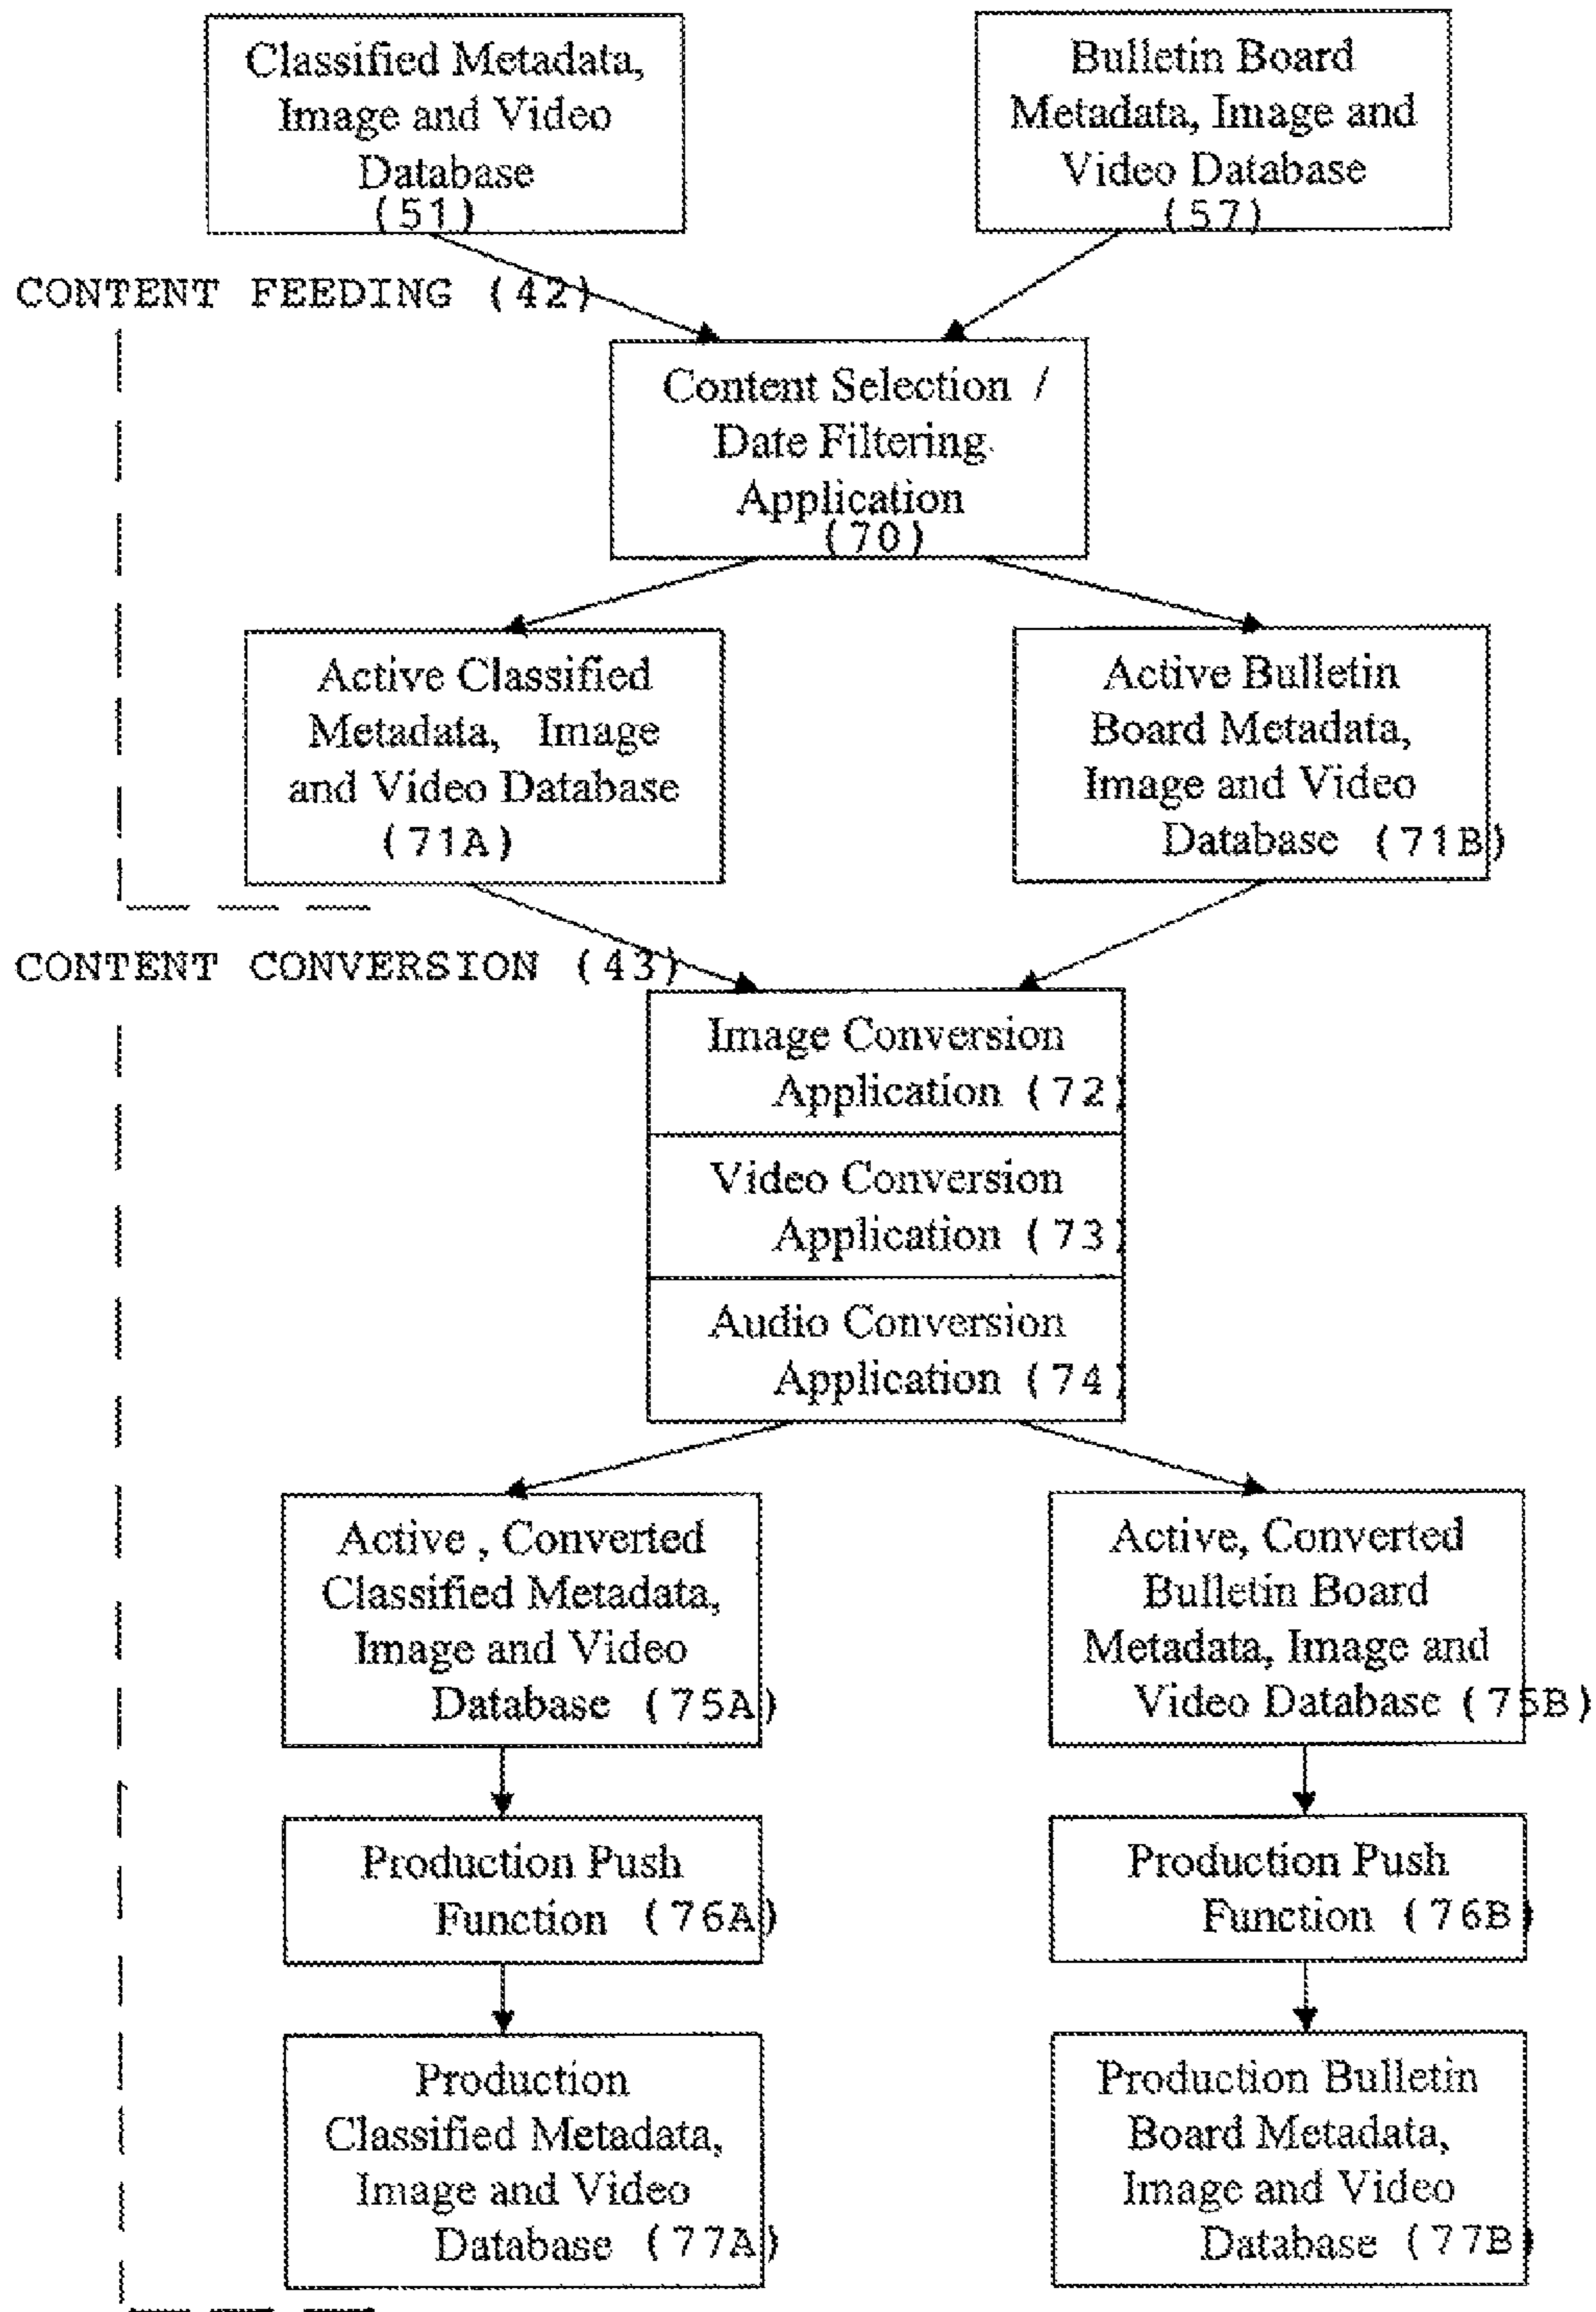 Classified Metadata,
Image and Video
Database
(51)
Bulletin Board
Metadata, Image and
Video Database
(57)
CONTENT FEEDING (42)
Content Selection /
Date Filtering
Application
(70)
Active Classified
Metadata, Image
and Video Database
(71A)
Active Bulletin
Board Metadata,
Image and Video
Database (71B)
CONTENT CONVERSION (43)
Image Conversion
Application (72)
Video Conversion
Application (73)
Audio Conversion
Application (74)
Active , Converted
Classified Metadata,
Image and Video
Database (75A)
Active, Converted
Bulletin Board
Metadata, Image and
Video Database (75B)
Production Push
Function (76A)
Production Push
Function (76B)
Production
Classified Metadata,
Image and Video
Database (77A)
Production Bulletin
Board Metadata,
Image and Video
Database (77B)